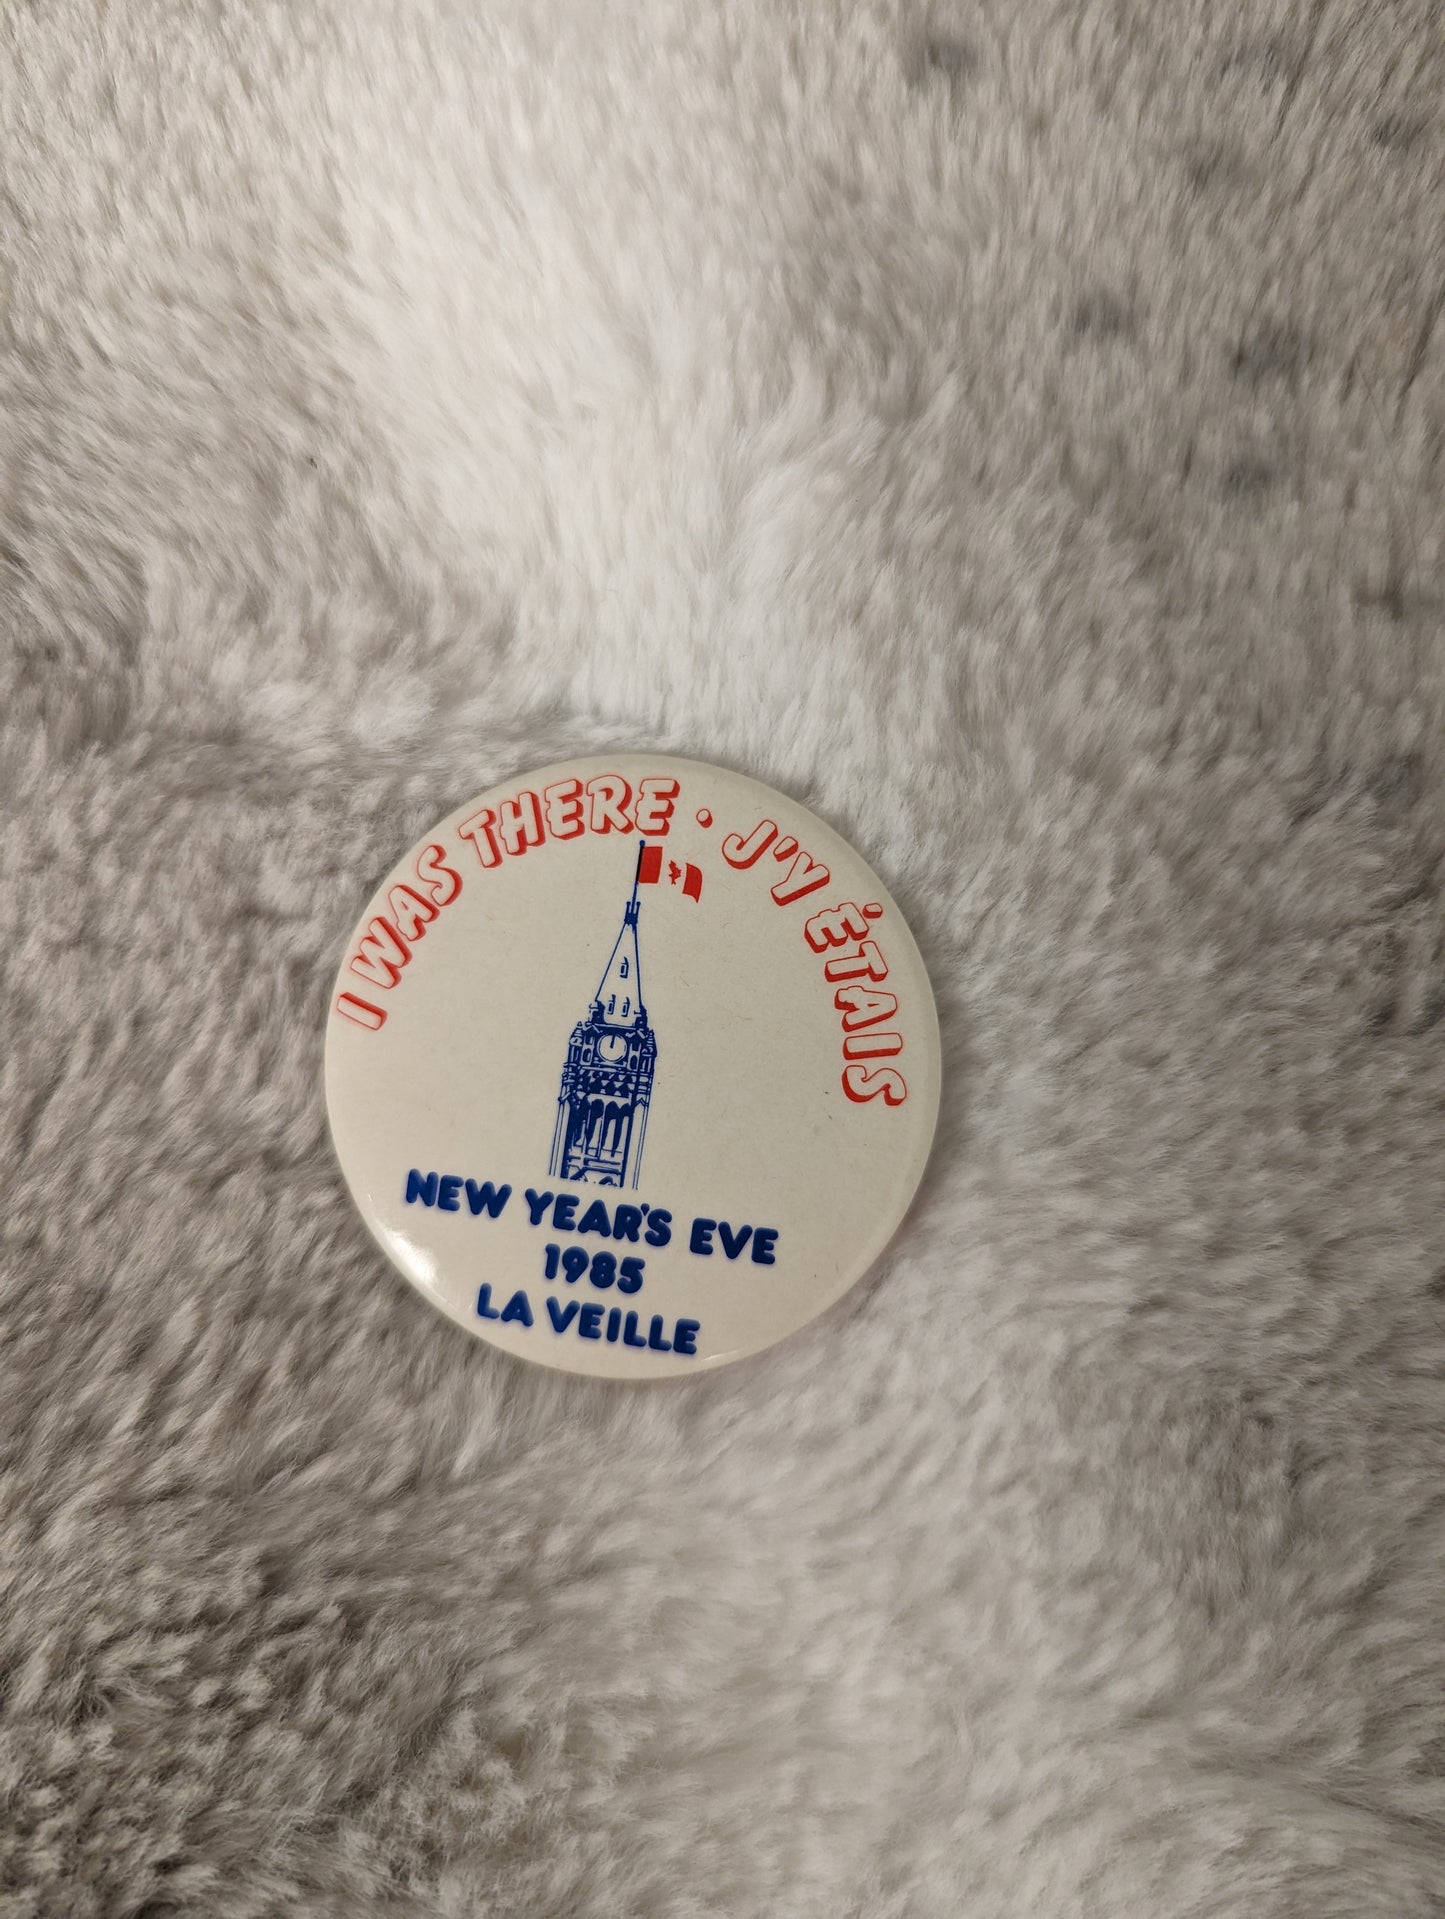 I WAS THERE · J'Y ÉTAIS
NEW YEAR'S EVE
1985
LA VEILLE